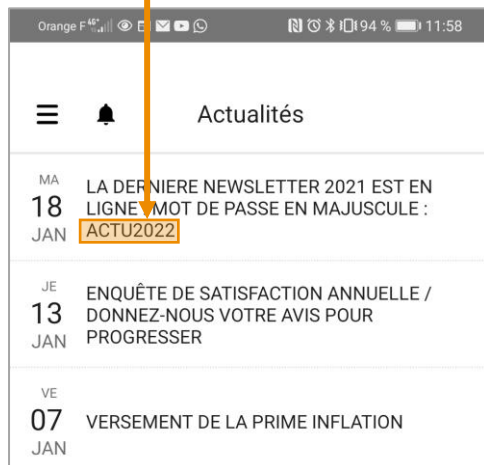 Orange F 94 % 11:58
Actualités
MA
18
JAN
LA DERNIERE NEWSLETTER 2021 EST EN
LIGNE MOT DE PASSE EN MAJUSCULE :
ACTU2022
JE
13
JAN
ENQUÊTE DE SATISFACTION ANNUELLE /
DONNEZ-NOUS VOTRE AVIS POUR
PROGRESSER
VE
07
JAN
VERSEMENT DE LA PRIME INFLATION